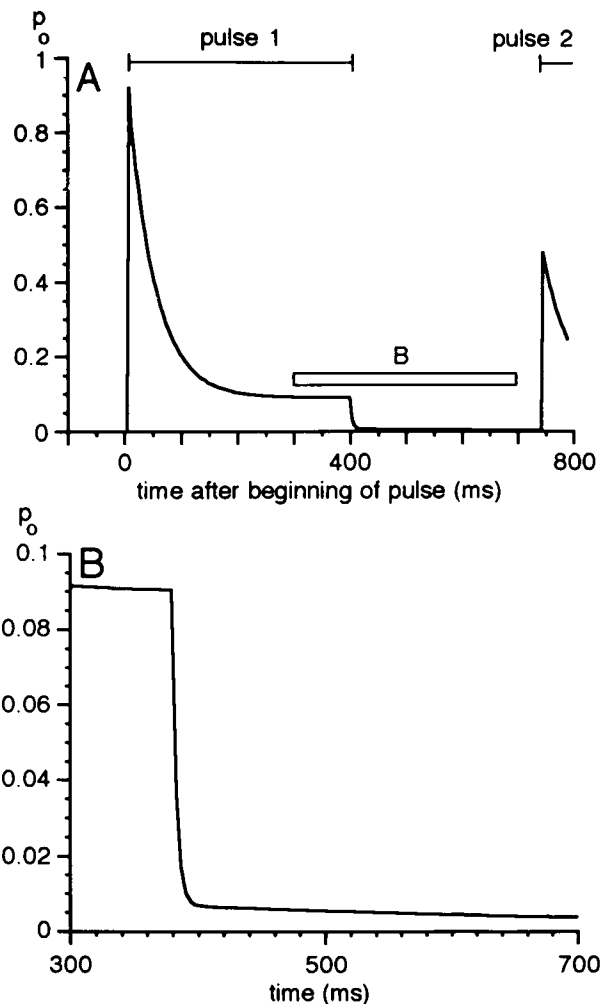 p
o
pulse 1
pulse 2
A
1
0.8
0.6
0.4
0.2
0
B
0
400
800
time after beginning of pulse (ms)
p
o
B
0.1
0.08
0.06
0.04
0.02
0
300
500
700
time (ms)